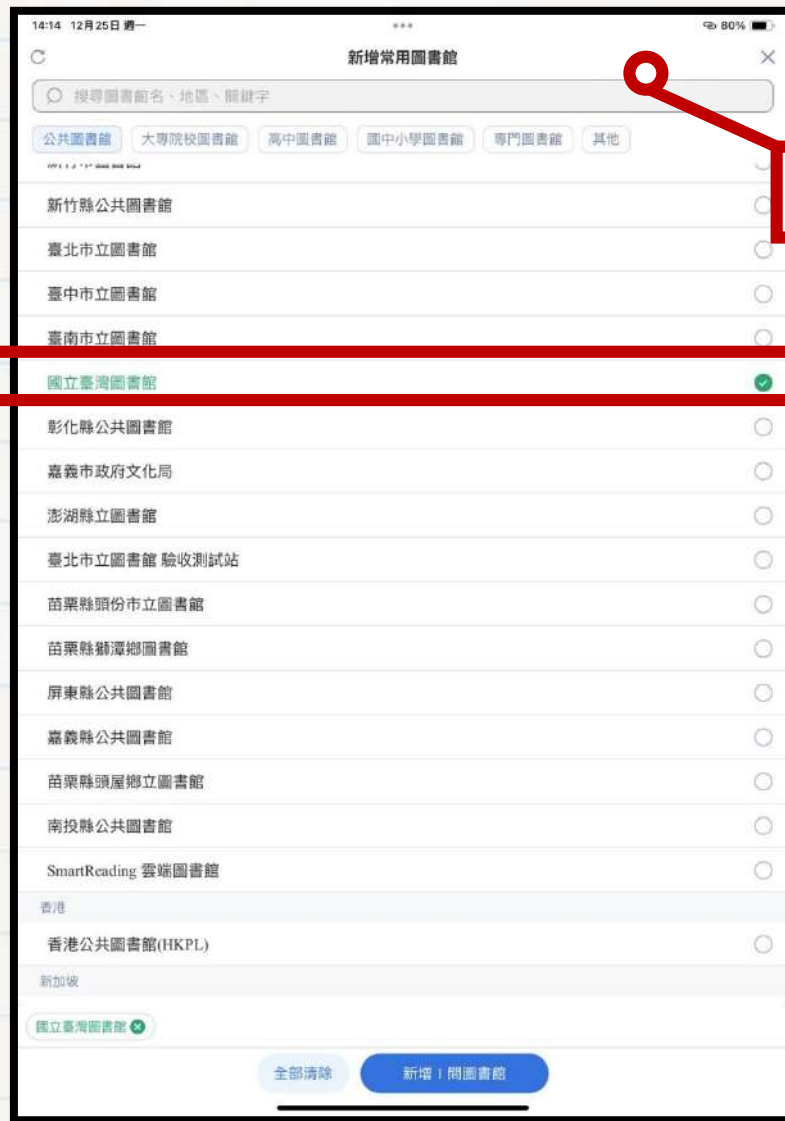 14:14 12月25日 週一
80%
新增常用圖書館
搜尋圖書館名、地區、關鍵字
公共圖書館 大專院校圖書館 高中圖書館 國中小學圖書館 專門圖書館 其他
新竹縣公共圖書館
臺北市立圖書館
臺中市立圖書館
臺南市立圖書館
國立臺灣圖書館
彰化縣公共圖書館
嘉義市政府文化局
澎湖縣立圖書館
臺北市立圖書館 驗收測試站
苗栗縣頭份市立圖書館
苗栗縣獅潭鄉圖書館
屏東縣公共圖書館
嘉義縣公共圖書館
苗栗縣頭屋鄉立圖書館
南投縣公共圖書館
SmartReading 雲端圖書館
香港
香港公共圖書館(HKPL)
新加坡
國立臺灣圖書館
全部清除 新增 1 間圖書館